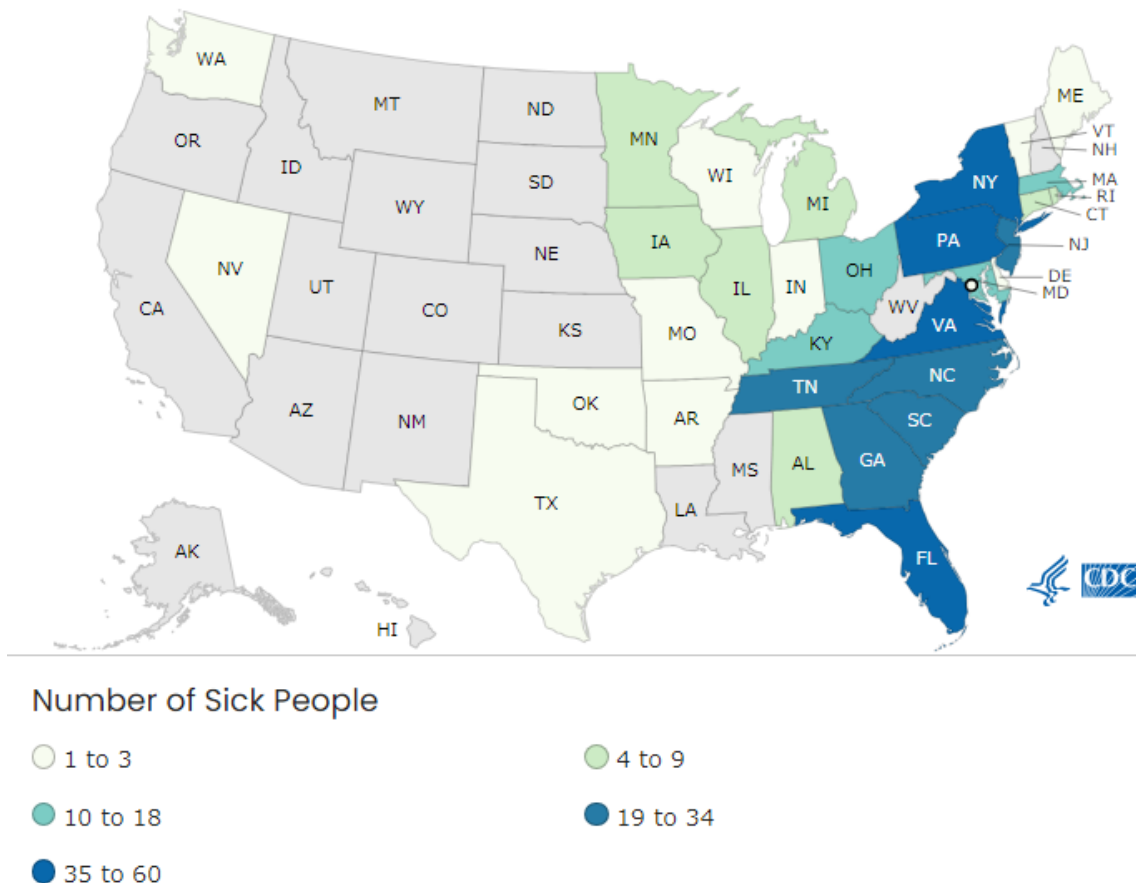 WA
MT
ND
MN
ME
VT
NH
OR
ID
SD
WI
NY
MA
RI
MI
CT
WY
PA
NJ
IA
NE
NV
OH
DE
UT
IL
IN
MD
CA
CO
WV
VA
KS
MO
KY
NC
TN
OK
AZ
AR
NM
SC
MS
AL
GA
TX
LA
AK
FL
CDC
HI
Number of Sick People
1 to 3
4 to 9
10 to 18
19 to 34
35 to 60